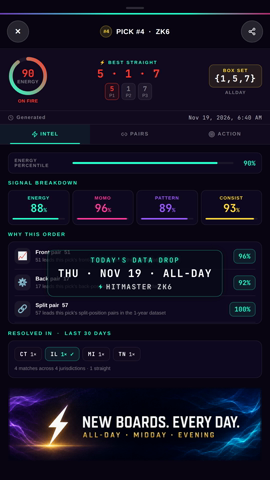 #4 PICK #4 · ZK6
90
ENERGY
ON FIRE
⚡ BEST STRAIGHT
5 · 1 · 7
5 P1
1 P2
7 P3
BOX SET
{1,5,7}
ALLDAY
Generated
Nov 19, 2026, 6:40 AM
INTEL
PAIRS
ACTION
ENERGY PERCENTILE
90%
SIGNAL BREAKDOWN
ENERGY
88%
MOMO
96%
PATTERN
89%
CONSIST
93%
WHY THIS ORDER
Front pair 51
96%
TODAY'S DATA DROP
THU · NOV 19 · ALL-DAY
⚡ HITMASTER ZK6
Back
92%
Split pair 57
57 leads the pick's split-position pairs in the 1-year dataset
100%
RESOLVED IN · LAST 30 DAYS
CT 1×
IL 1× ✓
MI 1×
TN 1×
4 matches across 4 jurisdictions · 1 straight
NEW BOARDS. EVERY DAY.
ALL-DAY · MIDDAY · EVENING